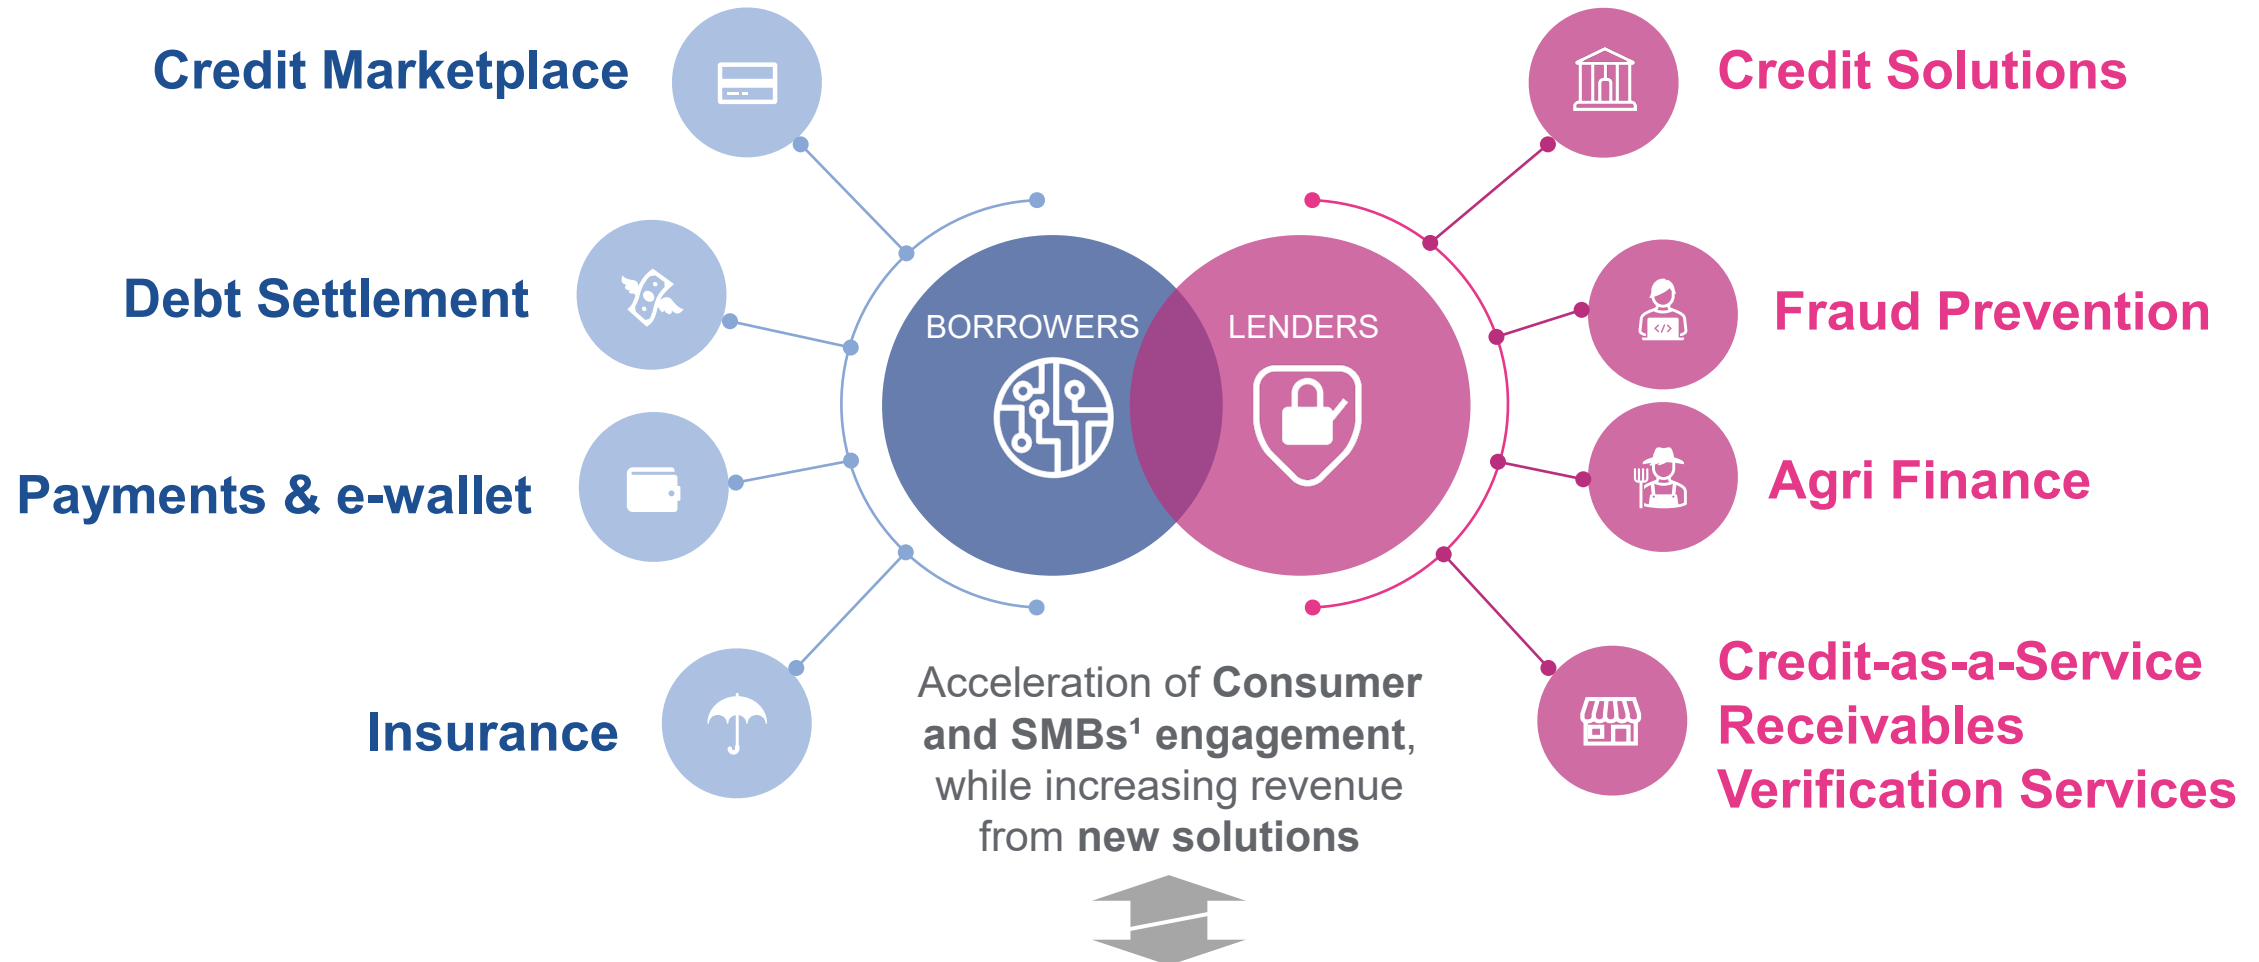 Credit Marketplace
Debt Settlement
Payments & e-wallet
Insurance
BORROWERS
LENDERS
</>
Credit Solutions
Fraud Prevention
Agri Finance
Credit-as-a-Service
Receivables
Verification Services
Acceleration of Consumer
and SMBs¹ engagement,
while increasing revenue
from new solutions